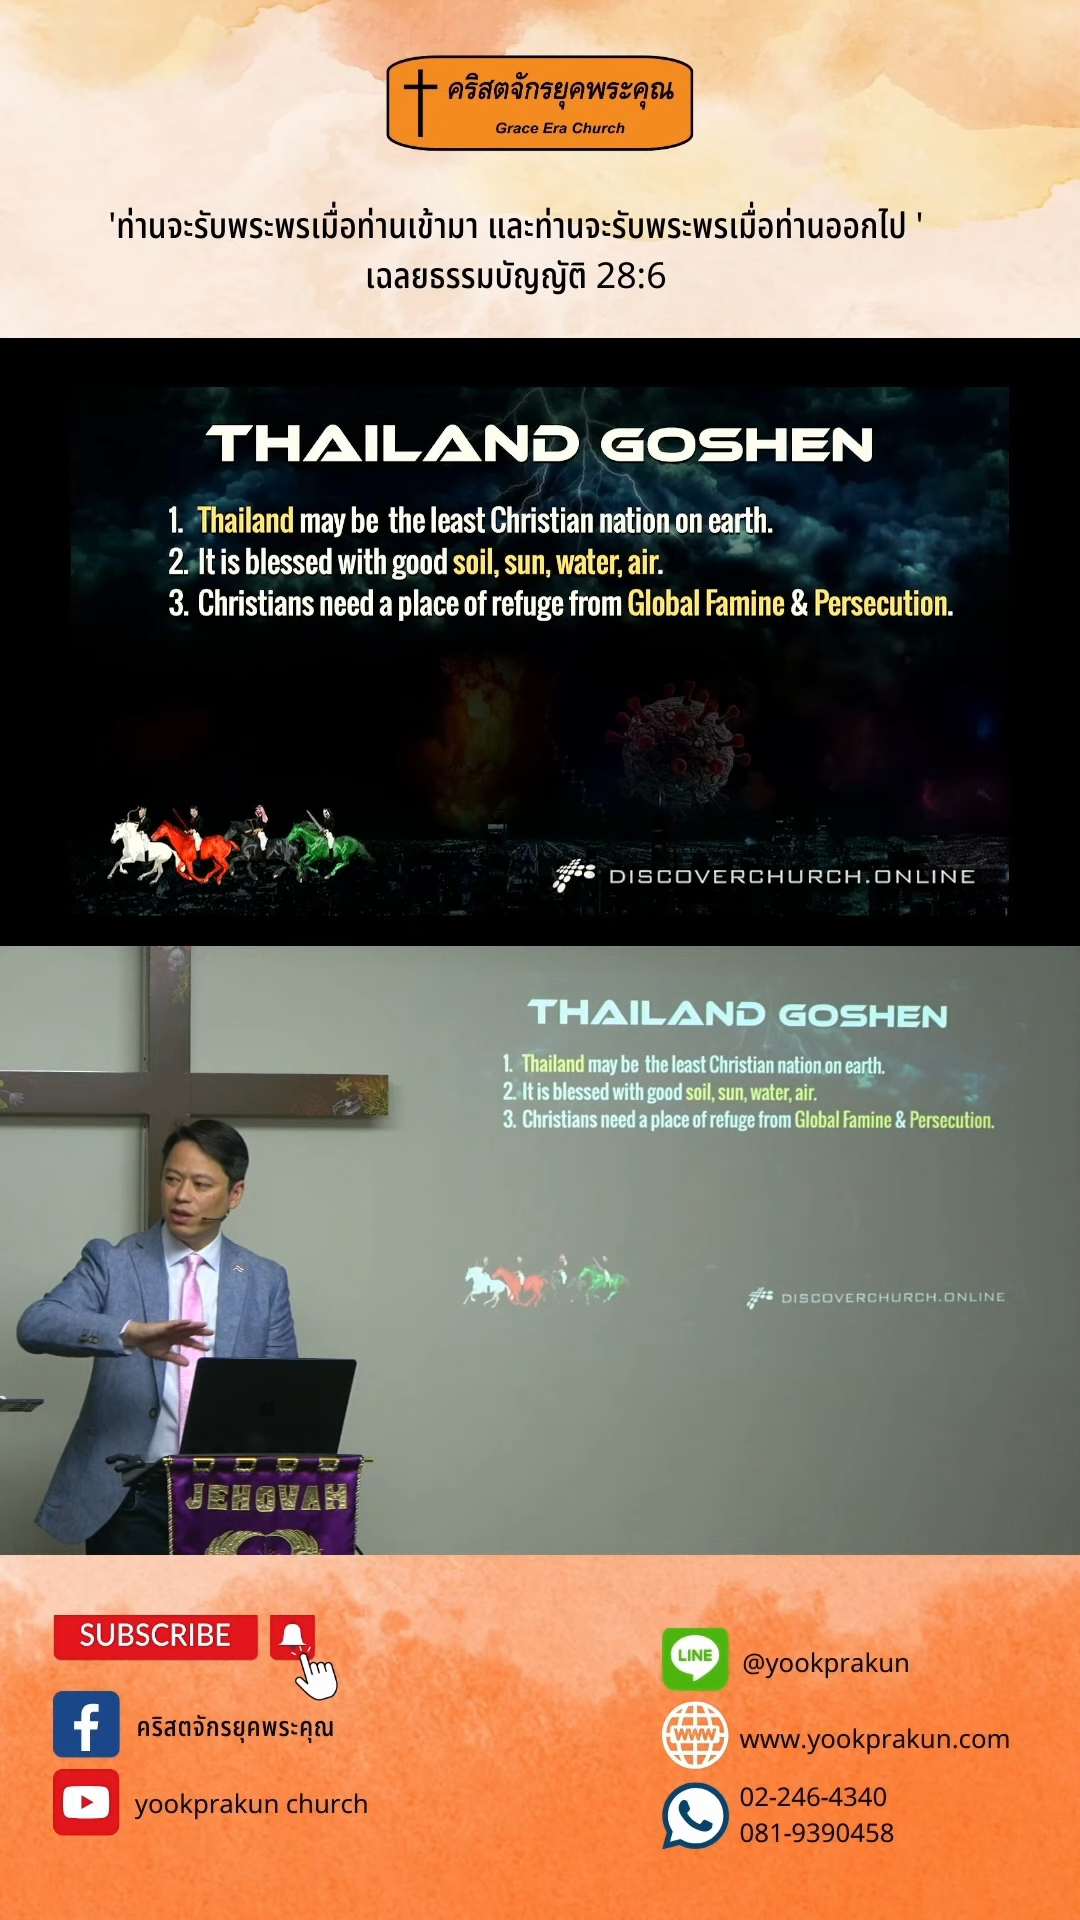 คริสตจักรยุคพระคุณ
Grace Era Church
'ท่านจะรับพระพรเมื่อท่านเข้ามา และท่านจะรับพระพรเมื่อท่านออกไป '
เฉลยธรรมบัญญัติ 28:6
THAILAND GOSHEN
1. Thailand may be the least Christian nation on earth.
2. It is blessed with good soil, sun, water, air.
3. Christians need a place of refuge from Global Famine & Persecution.
DISCOVERCHURCH.ONLINE
THAILAND GOSHEN
1. Thailand may be the least Christian nation on earth.
2. It is blessed with good soil, sun, water, air.
3. Christians need a place of refuge from Global Famine & Persecution.
DISCOVERCHURCH.ONLINE
JEHOVAH
SUBSCRIBE
คริสตจักรยุคพระคุณ
yookprakun church
LINE
@yookprakun
WWW
www.yookprakun.com
02-246-4340
081-9390458